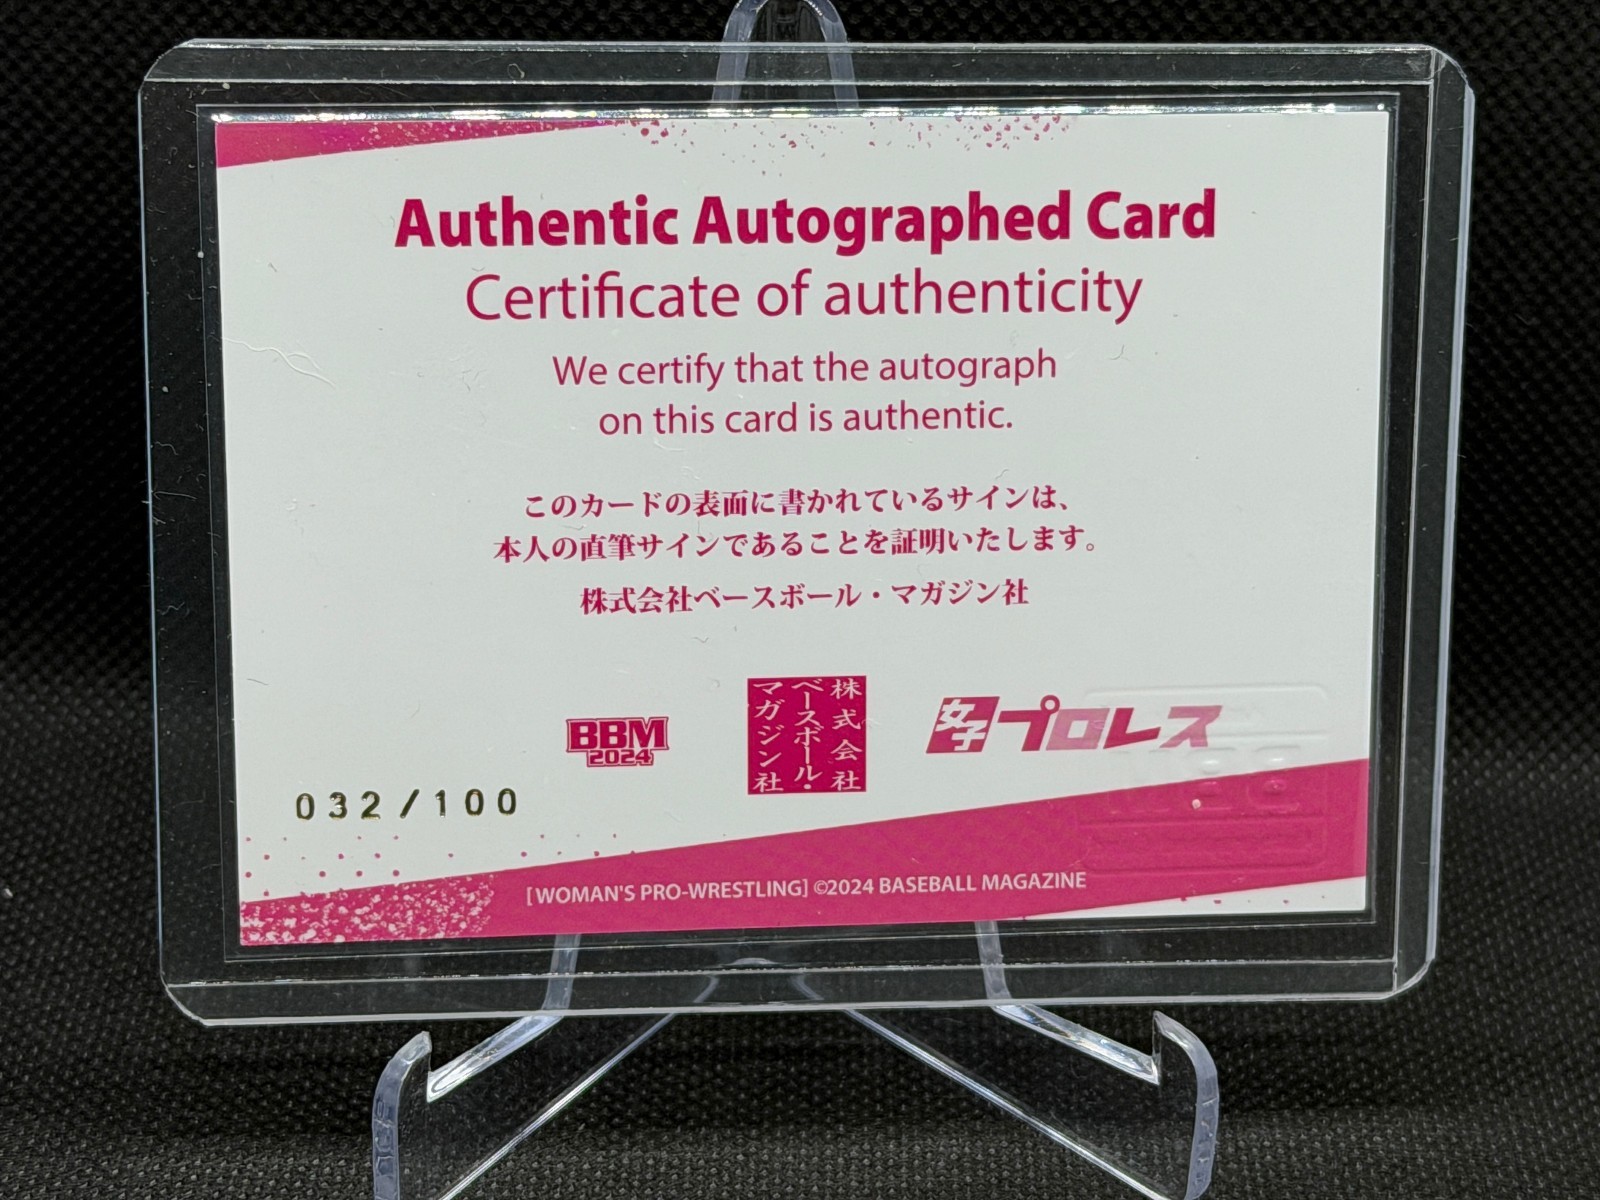 Authentic Autographed Card
Certificate of authenticity
We certify that the autograph
on this card is authentic.
このカードの表面に書かれているサインは、
本人の直筆サインであることを証明いたします。
株式会社ベースボール・マガジン社
BBM
2024
株式会社
ベースボール・
マガジン社
女子プロレス
032/100
[WOMAN'S PRO-WRESTLING] ©2024 BASEBALL MAGAZINE